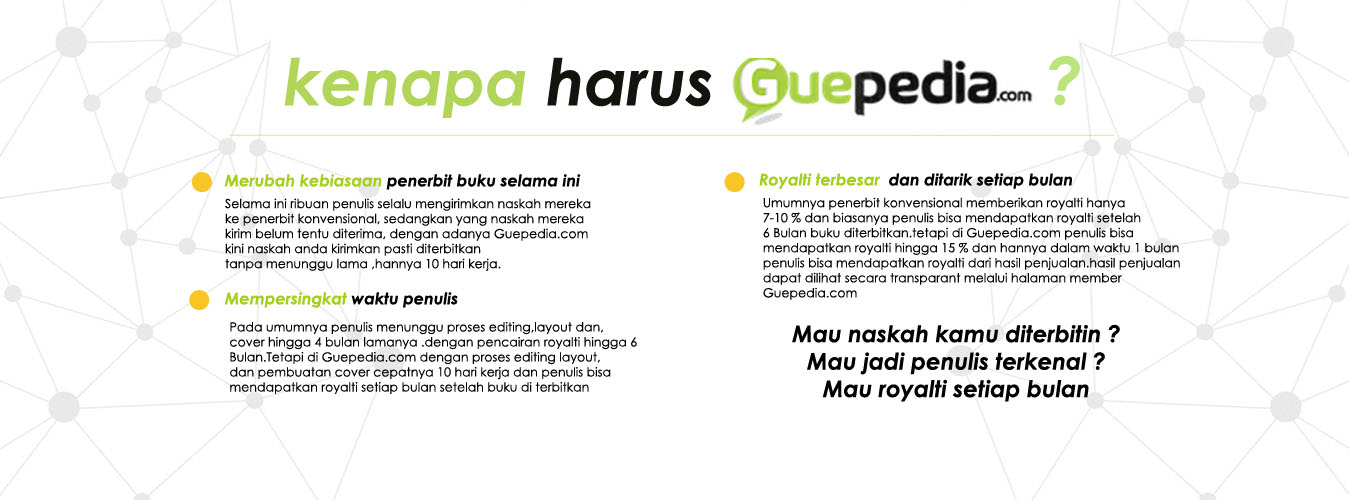 kenapa harus Guepedia.com ?
Merubah kebiasaan penerbit buku selama ini
Selama ini ribuan penulis selalu mengirimkan naskah mereka
ke penerbit konvensional, sedangkan yang naskah mereka
kirim belum tentu diterima, dengan adanya Guepedia.com
kini naskah anda kirimkan pasti diterbitkan
tanpa menunggu lama ,hannya 10 hari kerja.
Mempersingkat waktu penulis
Pada umumnya penulis menunggu proses editing,layout dan,
cover hingga 4 bulan lamanya .dengan pencairan royalti hingga 6
Bulan.Tetapi di Guepedia.com dengan proses editing layout,
dan pembuatan cover cepatnya 10 hari kerja dan penulis bisa
mendapatkan royalti setiap bulan setelah buku di terbitkan
Royalti terbesar dan ditarik setiap bulan
Umumnya penerbit konvensional memberikan royalti hanya
7-10 % dan biasanya penulis bisa mendapatkan royalti setelah
6 Bulan buku diterbitkan.tetapi di Guepedia.com penulis bisa
mendapatkan royalti hingga 15 % dan hannya dalam waktu 1 bulan
penulis bisa mendapatkan royalti dari hasil penjualan.hasil penjualan
dapat dilihat secara transparant melalui halaman member
Guepedia.com
Mau naskah kamu diterbitin ?
Mau jadi penulis terkenal ?
Mau royalti setiap bulan